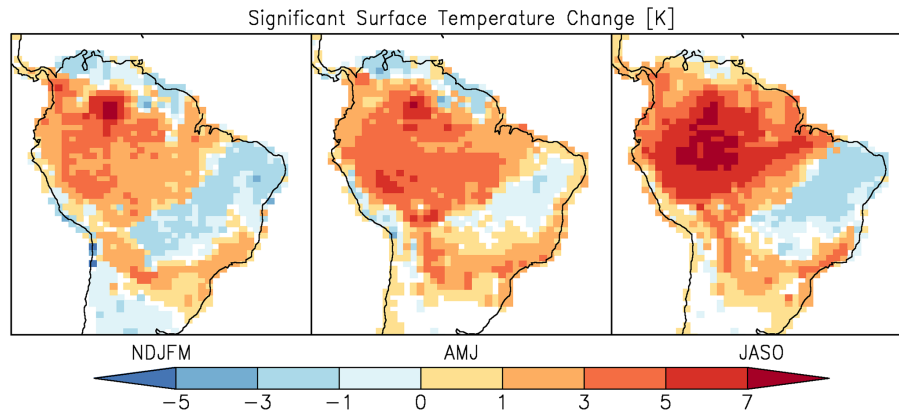 Significant Surface Temperature Change [K]
NDJFM AMJ JASO
-5 -3 -1 0 1 3 5 7